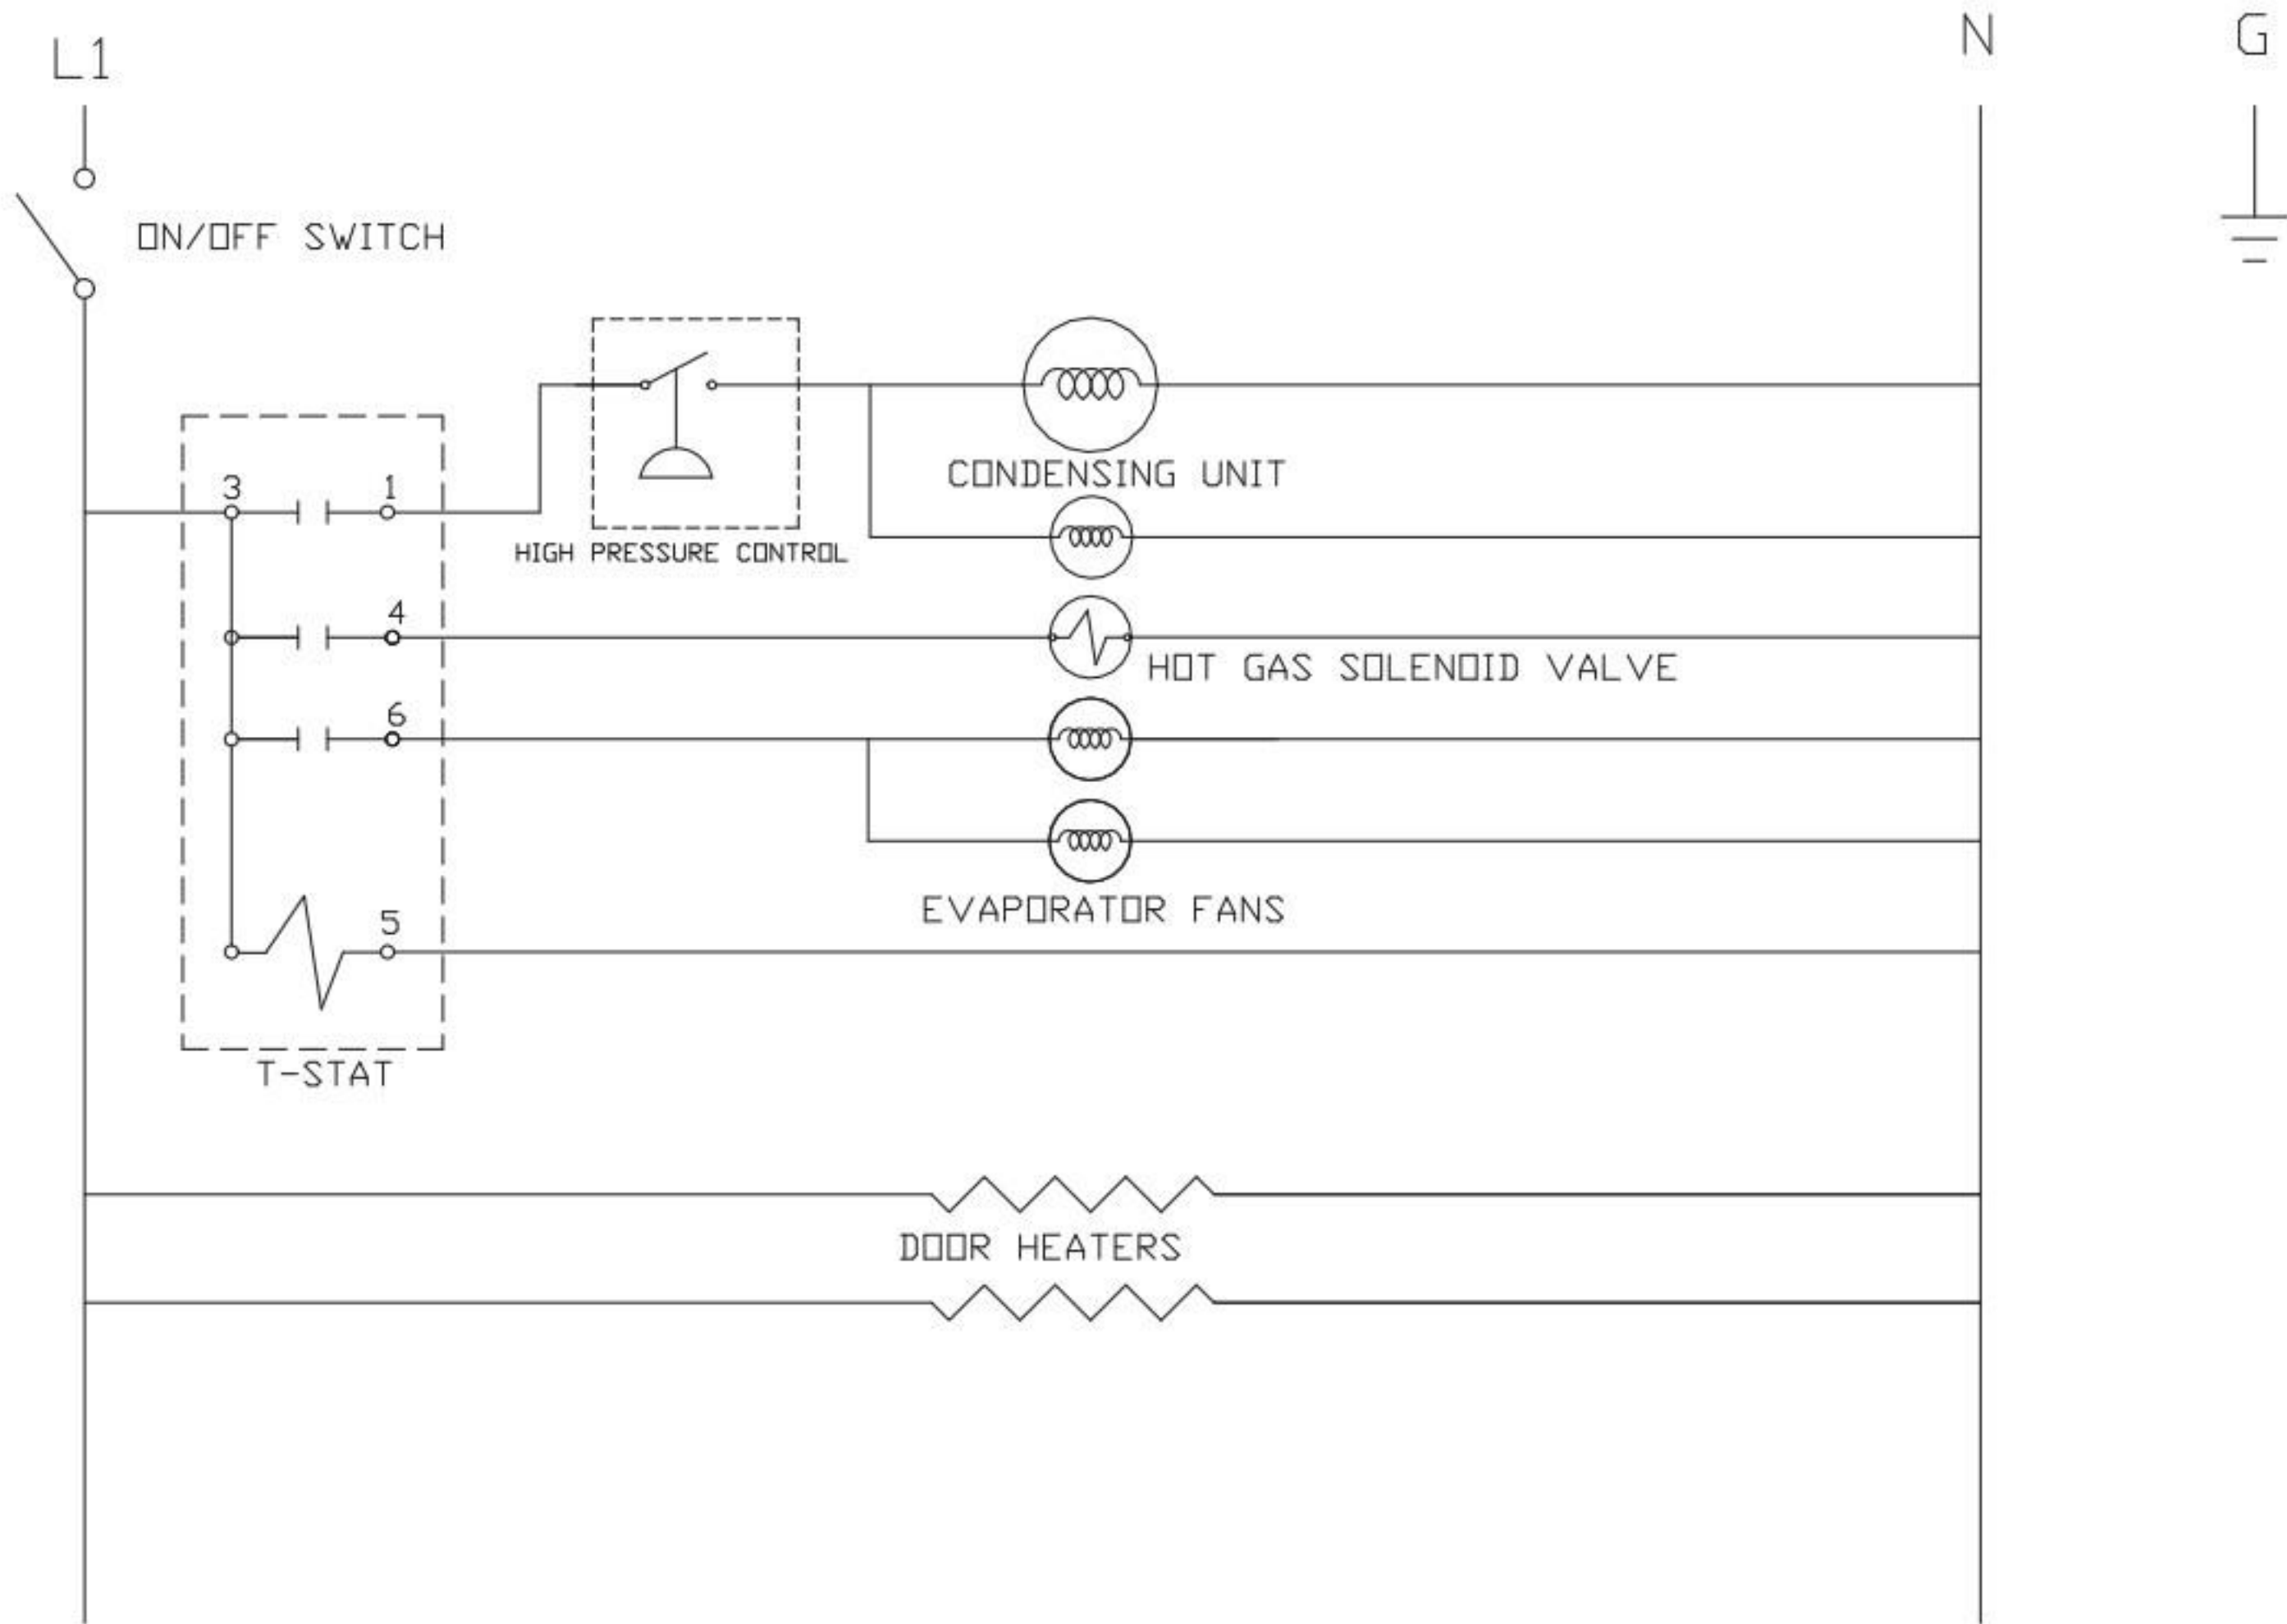 L1
N
G
ON/OFF SWITCH
CONDENSING UNIT
3
1
HIGH PRESSURE CONTROL
4
HOT GAS SOLENOID VALVE
6
EVAPORATOR FANS
5
T-STAT
DOOR HEATERS